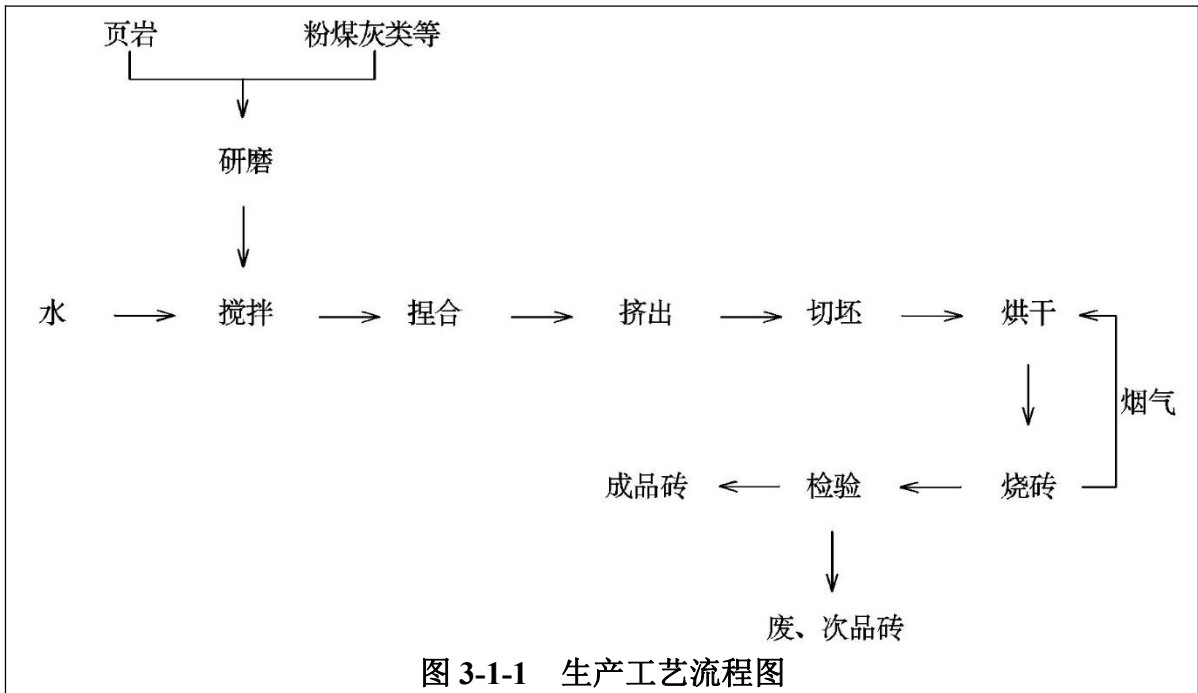 页岩 粉煤灰类等
研磨
水 搅拌 捏合 挤出 切坯 烘干
烟气
成品砖 检验 烧砖
废、次品砖
图 3-1-1 生产工艺流程图